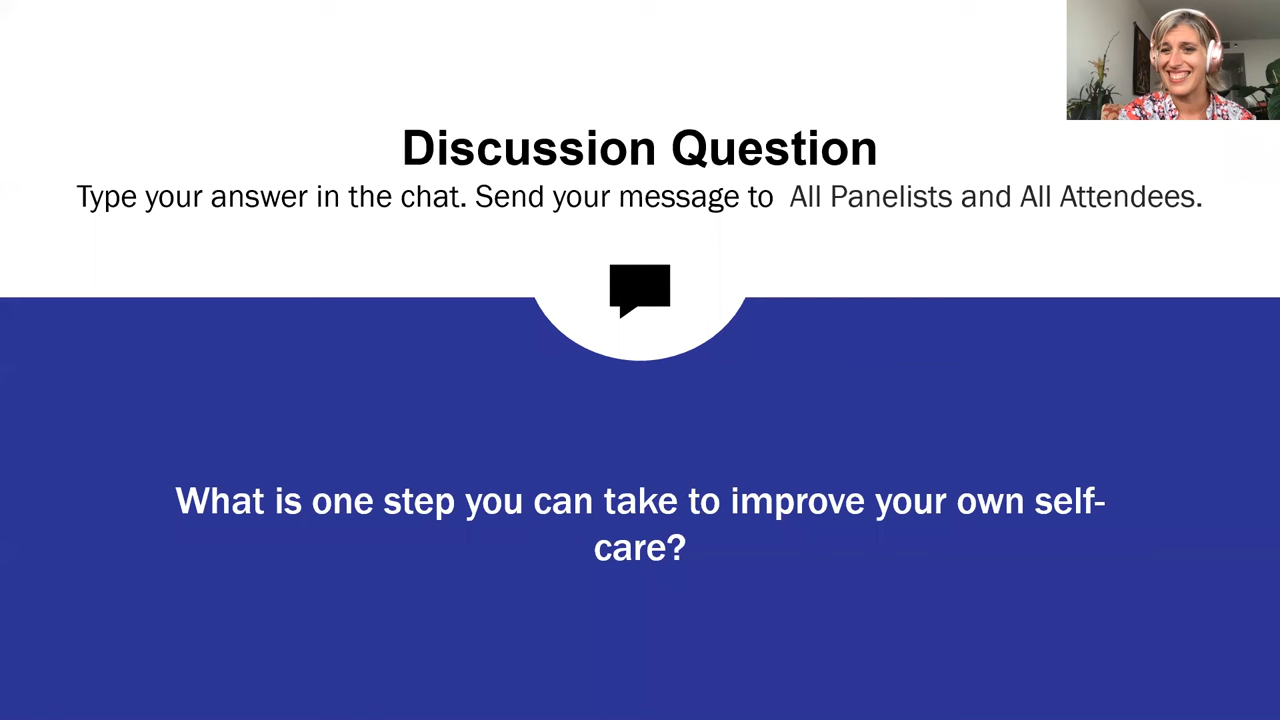 Discussion Question
Type your answer in the chat. Send your message to All Panelists and All Attendees.
What is one step you can take to improve your own self-
care?